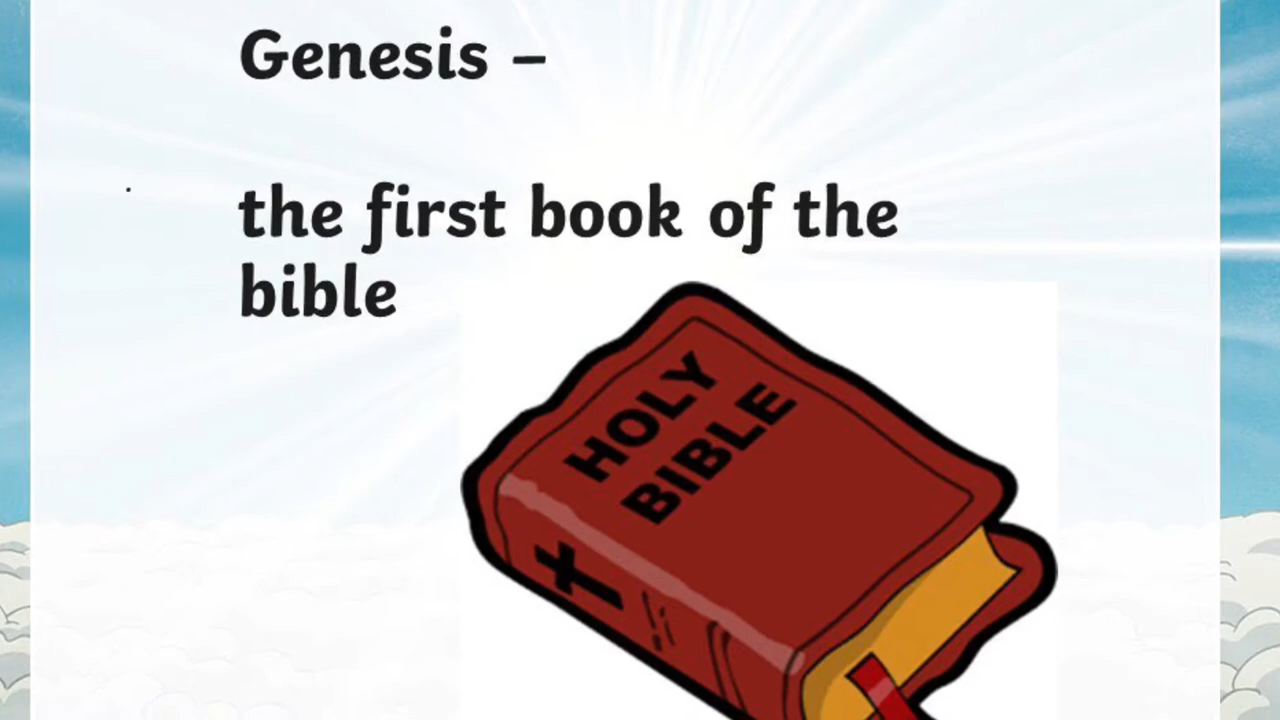 Genesis –
the first book of the
bible
HOLY
BIBLE